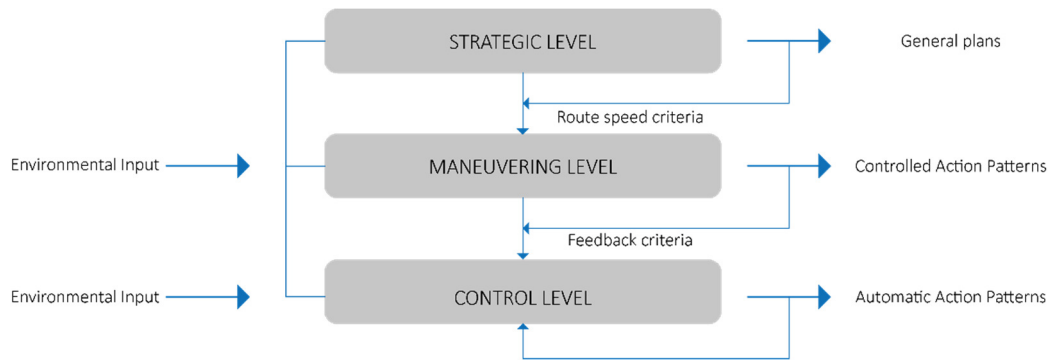 STRATEGIC LEVEL
General plans
Route speed criteria
Environmental Input
MANEUVERING LEVEL
Controlled Action Patterns
Feedback criteria
Environmental Input
CONTROL LEVEL
Automatic Action Patterns